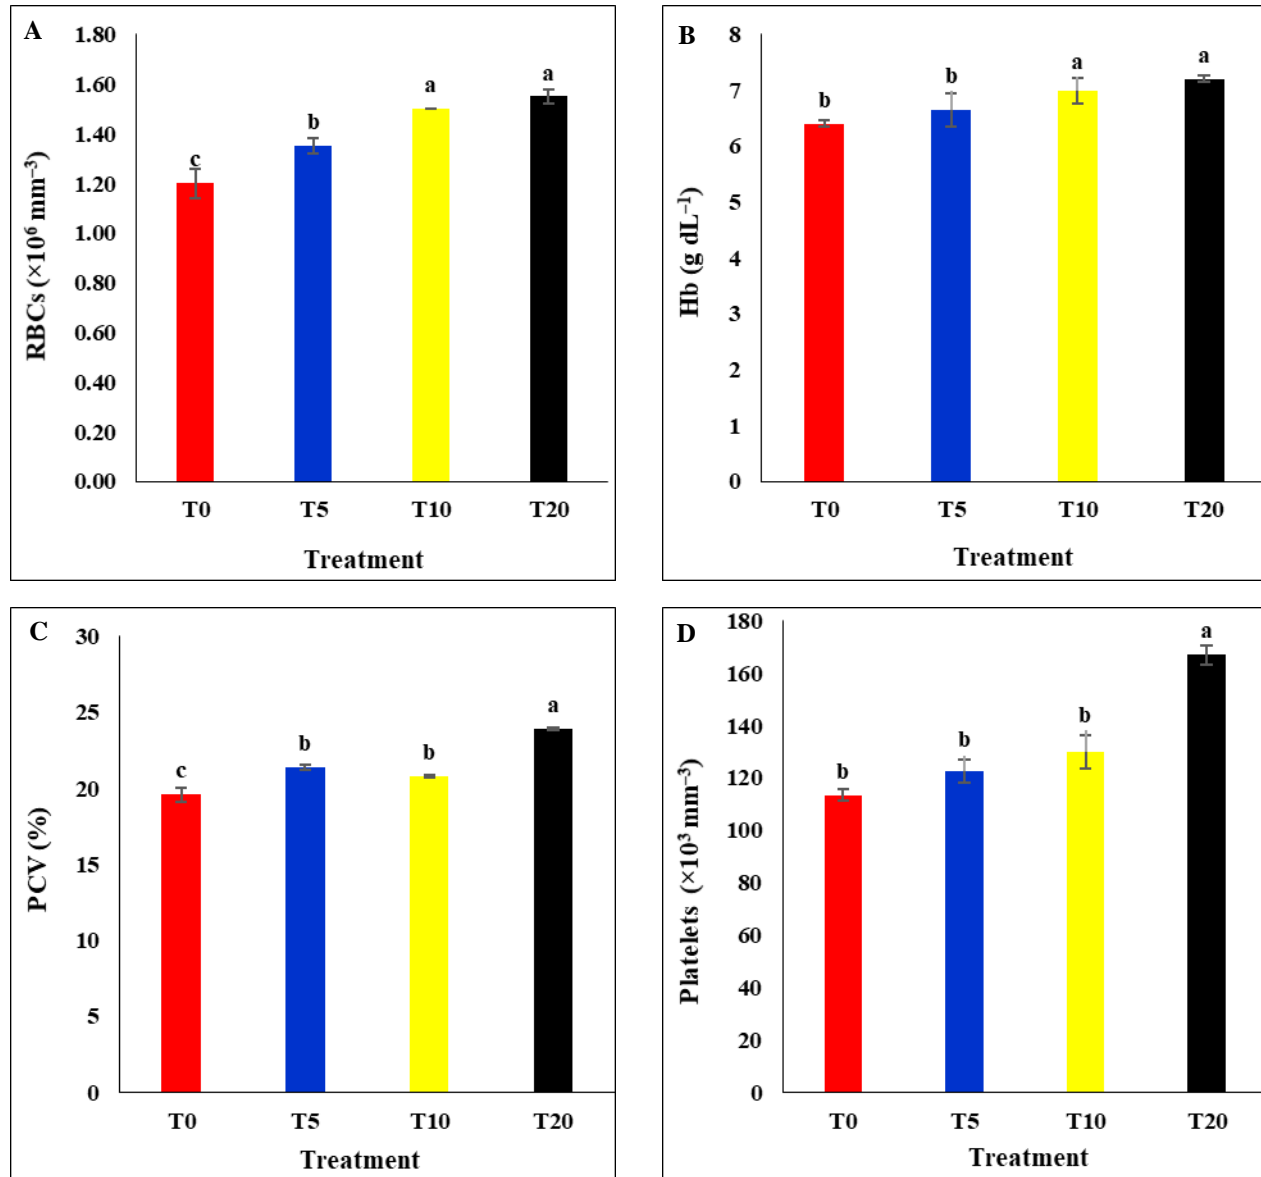 A
RBCs (×10⁶ mm⁻³)
1.80
1.60
1.40
1.20
1.00
0.80
0.60
0.40
0.20
0.00
c
b
a
a
T0 T5 T10 T20
Treatment
B
Hb (g dL⁻¹)
8
7
6
5
4
3
2
1
0
b
b
a
a
T0 T5 T10 T20
Treatment
C
PCV (%)
30
25
20
15
10
5
0
c
b
b
a
T0 T5 T10 T20
Treatment
D
Platelets (×10³ mm⁻³)
180
160
140
120
100
80
60
40
20
0
b
b
b
a
T0 T5 T10 T20
Treatment